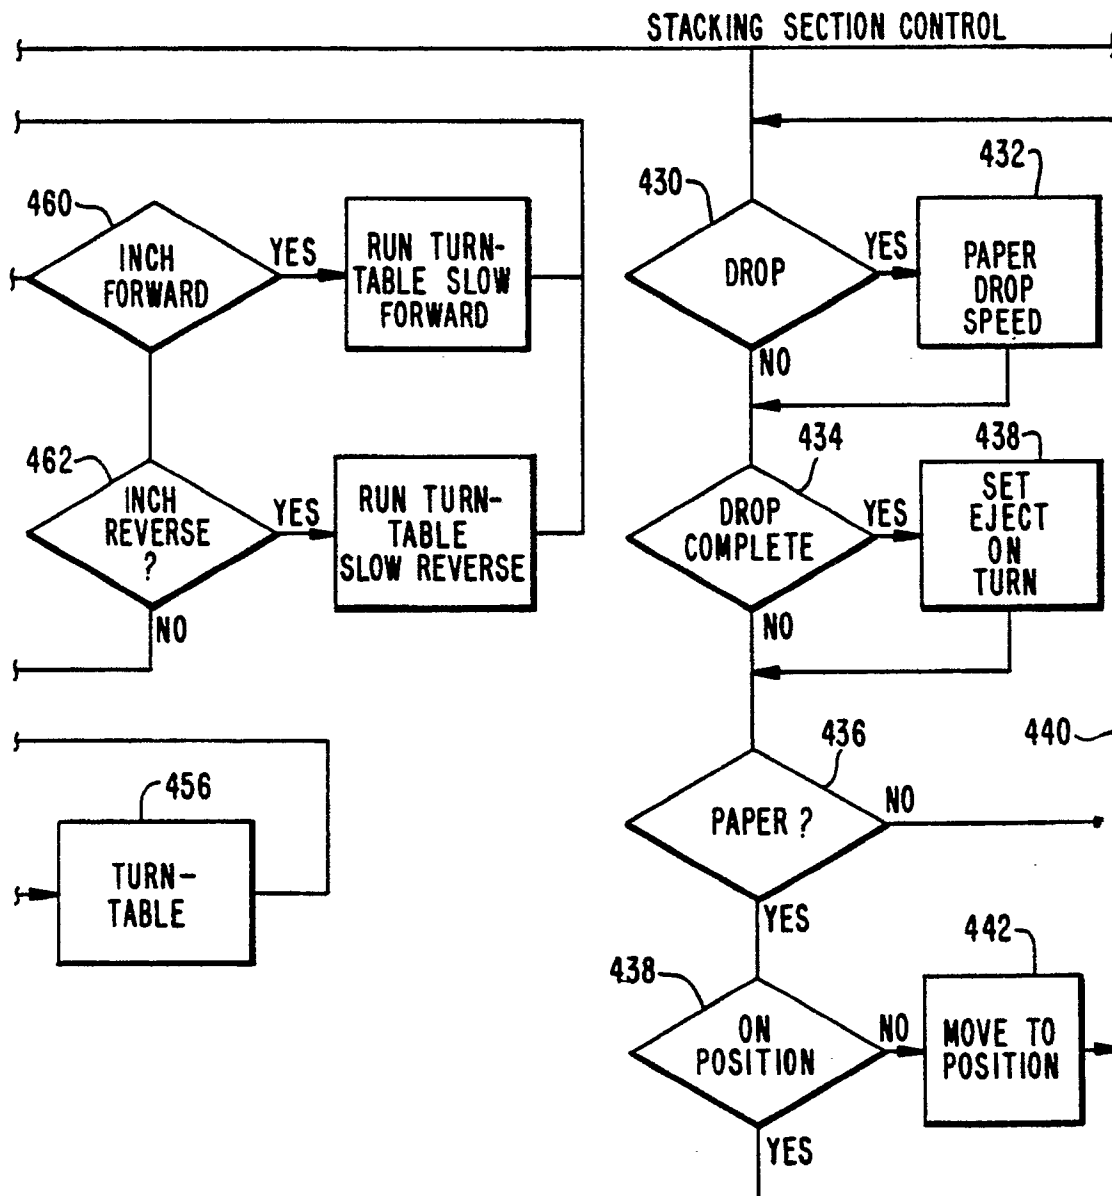 STACKING SECTION CONTROL
460
INCH
FORWARD
YES
RUN TURN-
TABLE SLOW
FORWARD
462
INCH
REVERSE
?
YES
NO
RUN TURN-
TABLE
SLOW REVERSE
456
TURN-
TABLE
430
DROP
YES
NO
432
PAPER
DROP
SPEED
434
DROP
COMPLETE
YES
NO
438
SET
EJECT
ON
TURN
436
PAPER ?
NO
YES
440
438
ON
POSITION
NO
YES
442
MOVE TO
POSITION